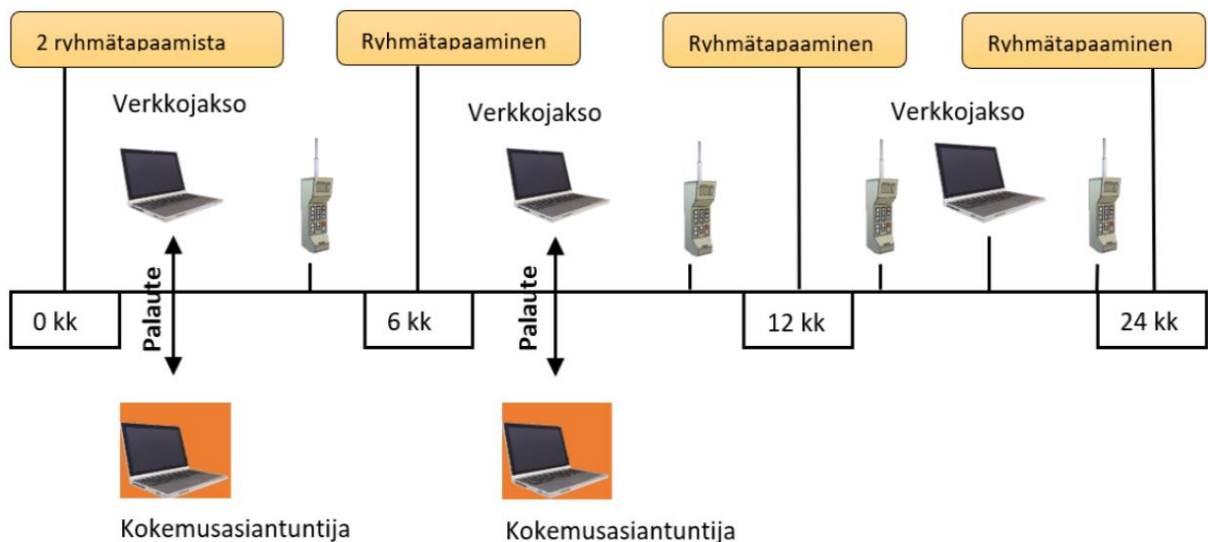 2 ryhmätapaamista
Ryhmätapaaminen
Ryhmätapaaminen
Ryhmätapaaminen
Verkkojakso
Verkkojakso
Verkkojakso
Palaute
Palaute
0 kk
6 kk
12 kk
24 kk
Kokemusasiantuntija
Kokemusasiantuntija